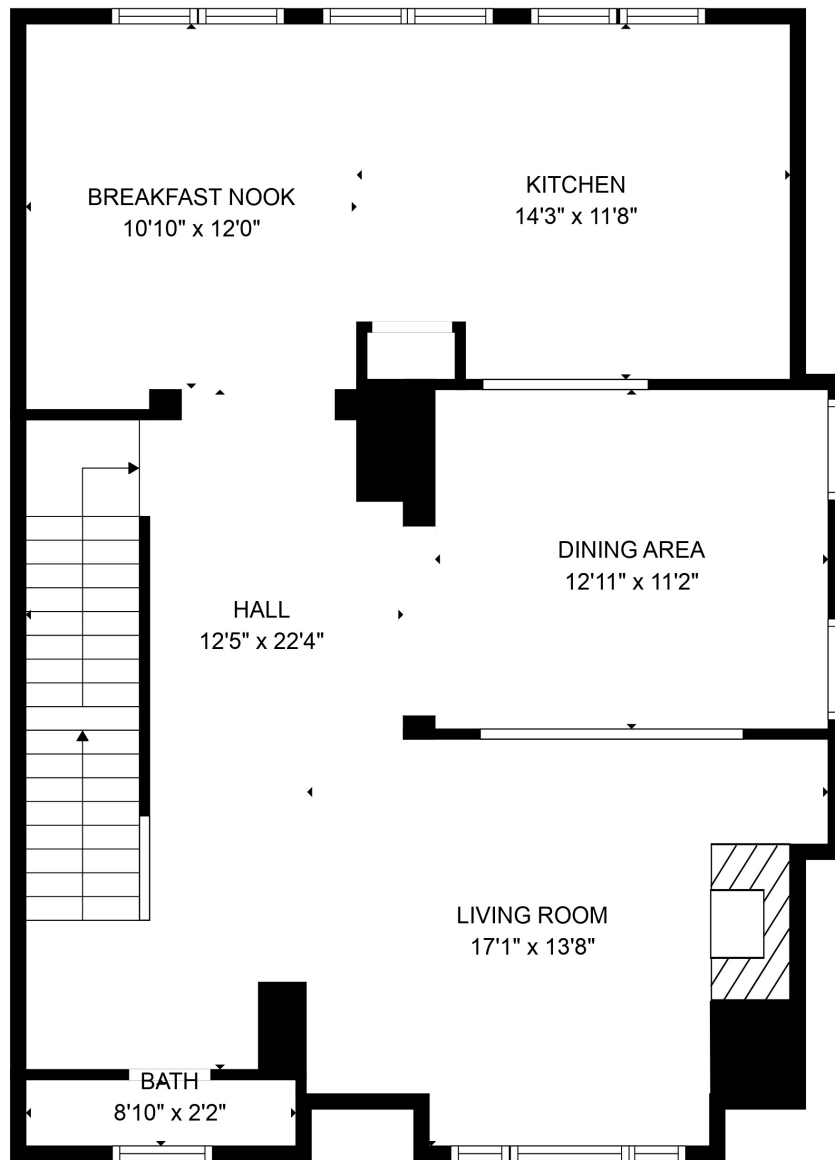 BREAKFAST NOOK
10'10" x 12'0"
KITCHEN
14'3" x 11'8"
DINING AREA
12'11" x 11'2"
HALL
12'5" x 22'4"
LIVING ROOM
17'1" x 13'8"
BATH
8'10" x 2'2"